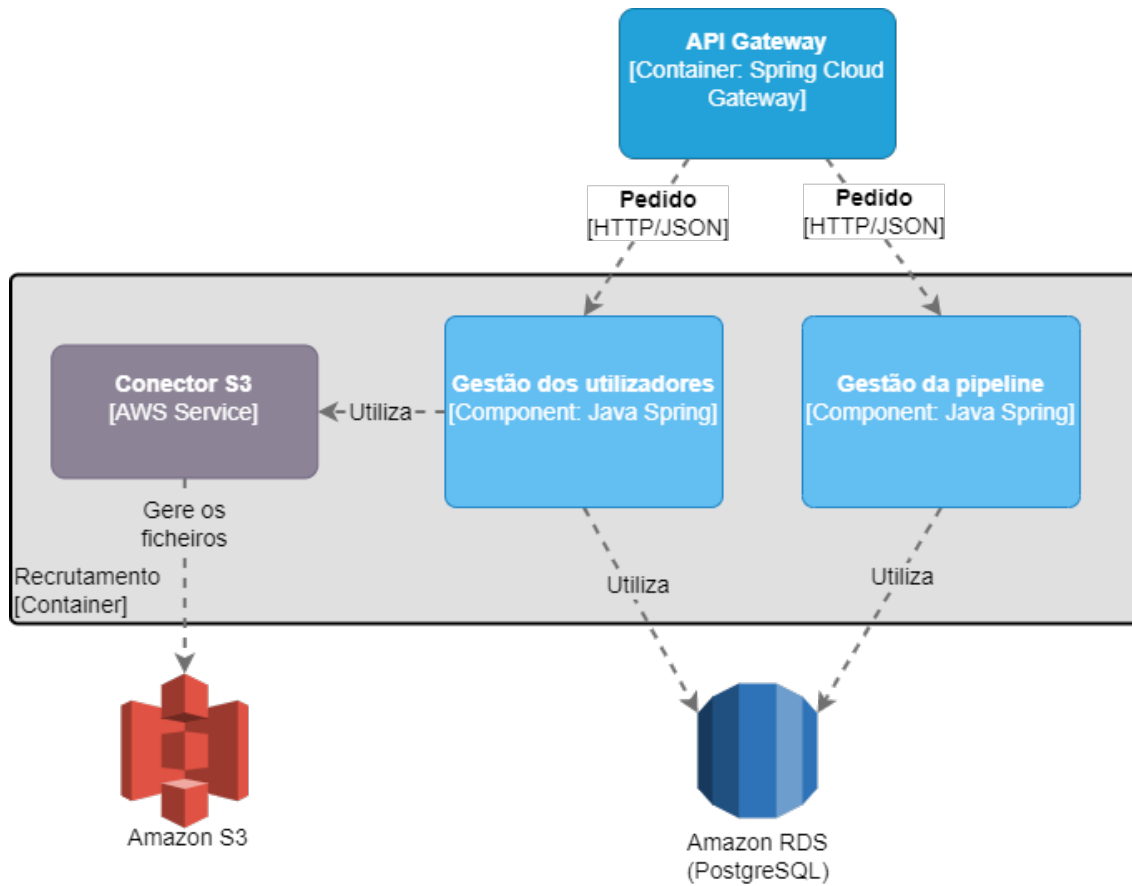 API Gateway
[Container: Spring Cloud
Gateway]
Pedido
[HTTP/JSON]
Pedido
[HTTP/JSON]
Conector S3
[AWS Service]
Utiliza
Gestão dos utilizadores
[Component: Java Spring]
Gestão da pipeline
[Component: Java Spring]
Gere os
ficheiros
Recrutamento
[Container]
Utiliza
Utiliza
Amazon S3
Amazon RDS
(PostgreSQL)